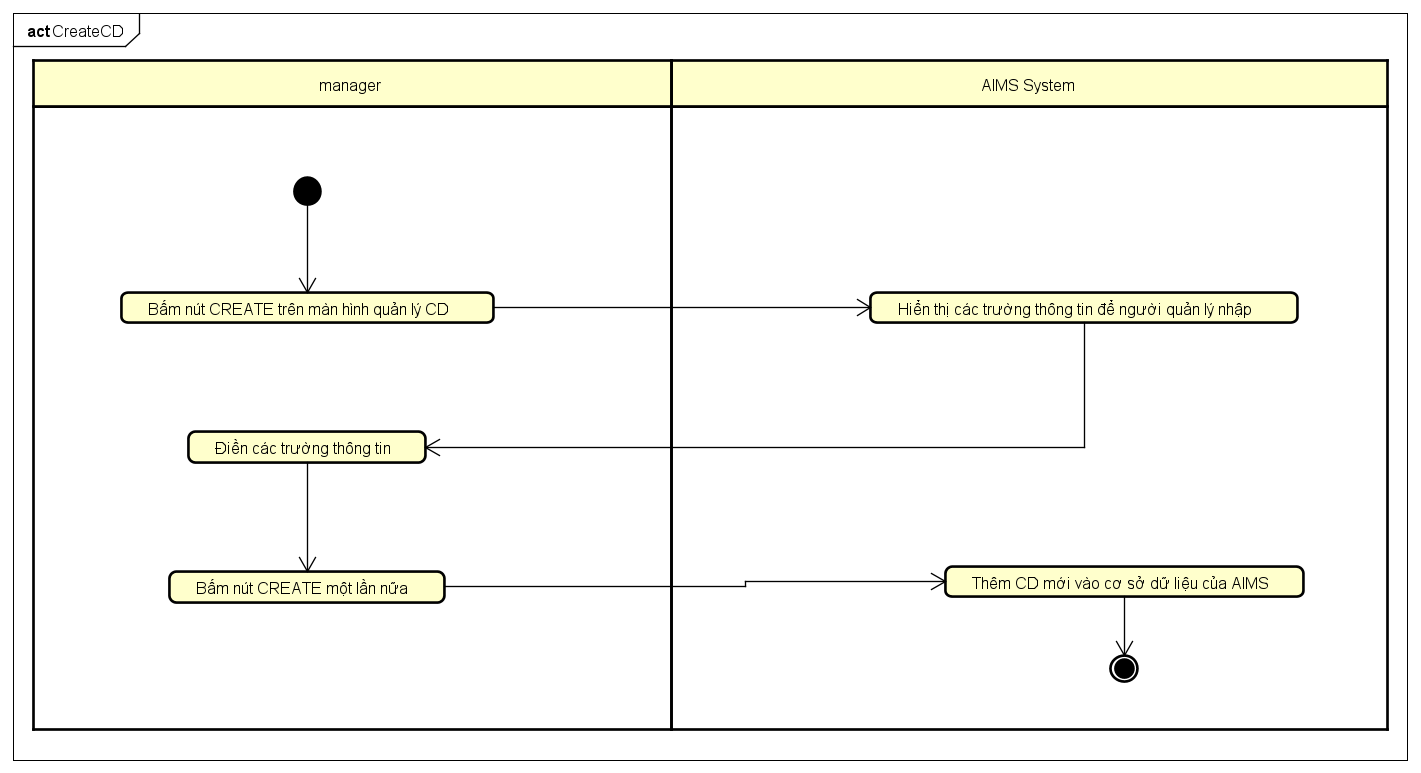 act CreateCD
manager
AIMS System
Bấm nút CREATE trên màn hình quản lý CD
Hiển thị các trường thông tin để người quản lý nhập
Điền các trường thông tin
Bấm nút CREATE một lần nữa
Thêm CD mới vào cơ sở dữ liệu của AIMS